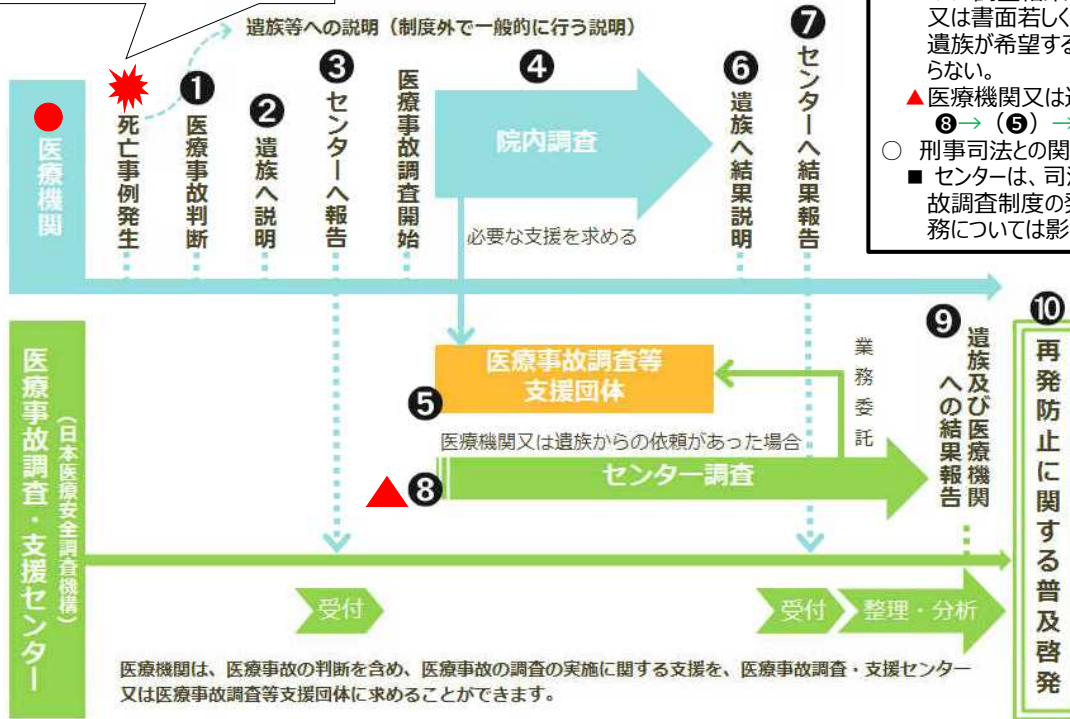 遺族等への説明（制度外で一般的に行う説明）
医療機関
死亡事例発生
❶
医療事故判断
❷
遺族へ説明
❸
センターへ報告
医療事故調査開始
❹
院内調査
必要な支援を求める
❻
遺族へ結果説明
❼
センターへ結果報告
又は書面若しく
遺族が希望する
らない。
▲医療機関又は遺
❽→（❺）→
○ 刑事司法との関
■ センターは、司法
故調査制度の発
務については影
医療事故調査・支援センター
（日本医療安全調査機構）
❺
医療事故調査等
支援団体
業務委託
医療機関又は遺族からの依頼があった場合
▲❽
センター調査
❾
遺族及び医療機関
への結果報告
❿
再発防止に関する普及啓発
受付
受付
整理・分析
医療機関は、医療事故の判断を含め、医療事故の調査の実施に関する支援を、医療事故調査・支援センター
又は医療事故調査等支援団体に求めることができます。